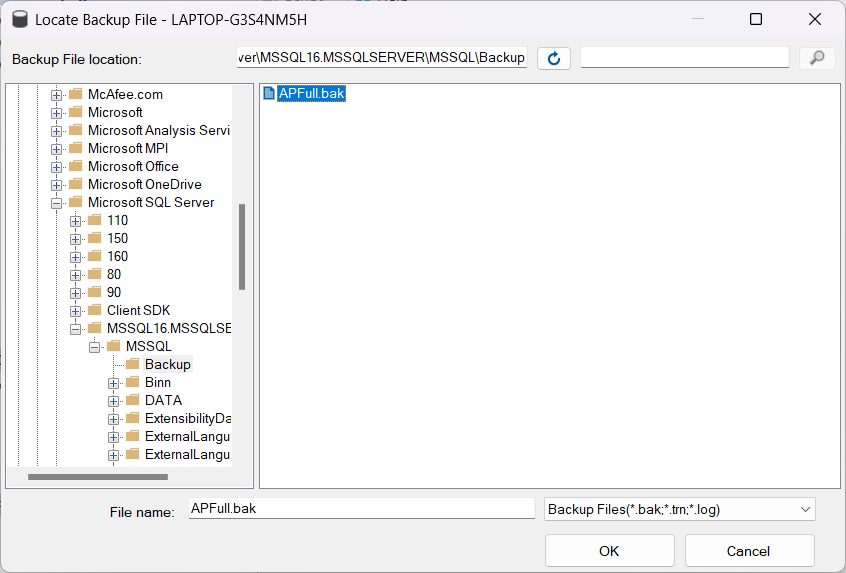 Locate Backup File - LAPTOP-G3S4NM5H
Backup File location:
ver\MSSQL16.MSSQLSERVER\MSSQL\Backup
McAfee.com
Microsoft
Microsoft Analysis Servi
Microsoft MPI
Microsoft Office
Microsoft OneDrive
Microsoft SQL Server
110
150
160
80
90
Client SDK
MSSQL16.MSSQLSE
MSSQL
Backup
Binn
DATA
ExtensibilityDa
ExternalLangu
ExternalLangu
APFull.bak
File name:
APFull.bak
Backup Files(*.bak;*.trn;*.log)
OK
Cancel